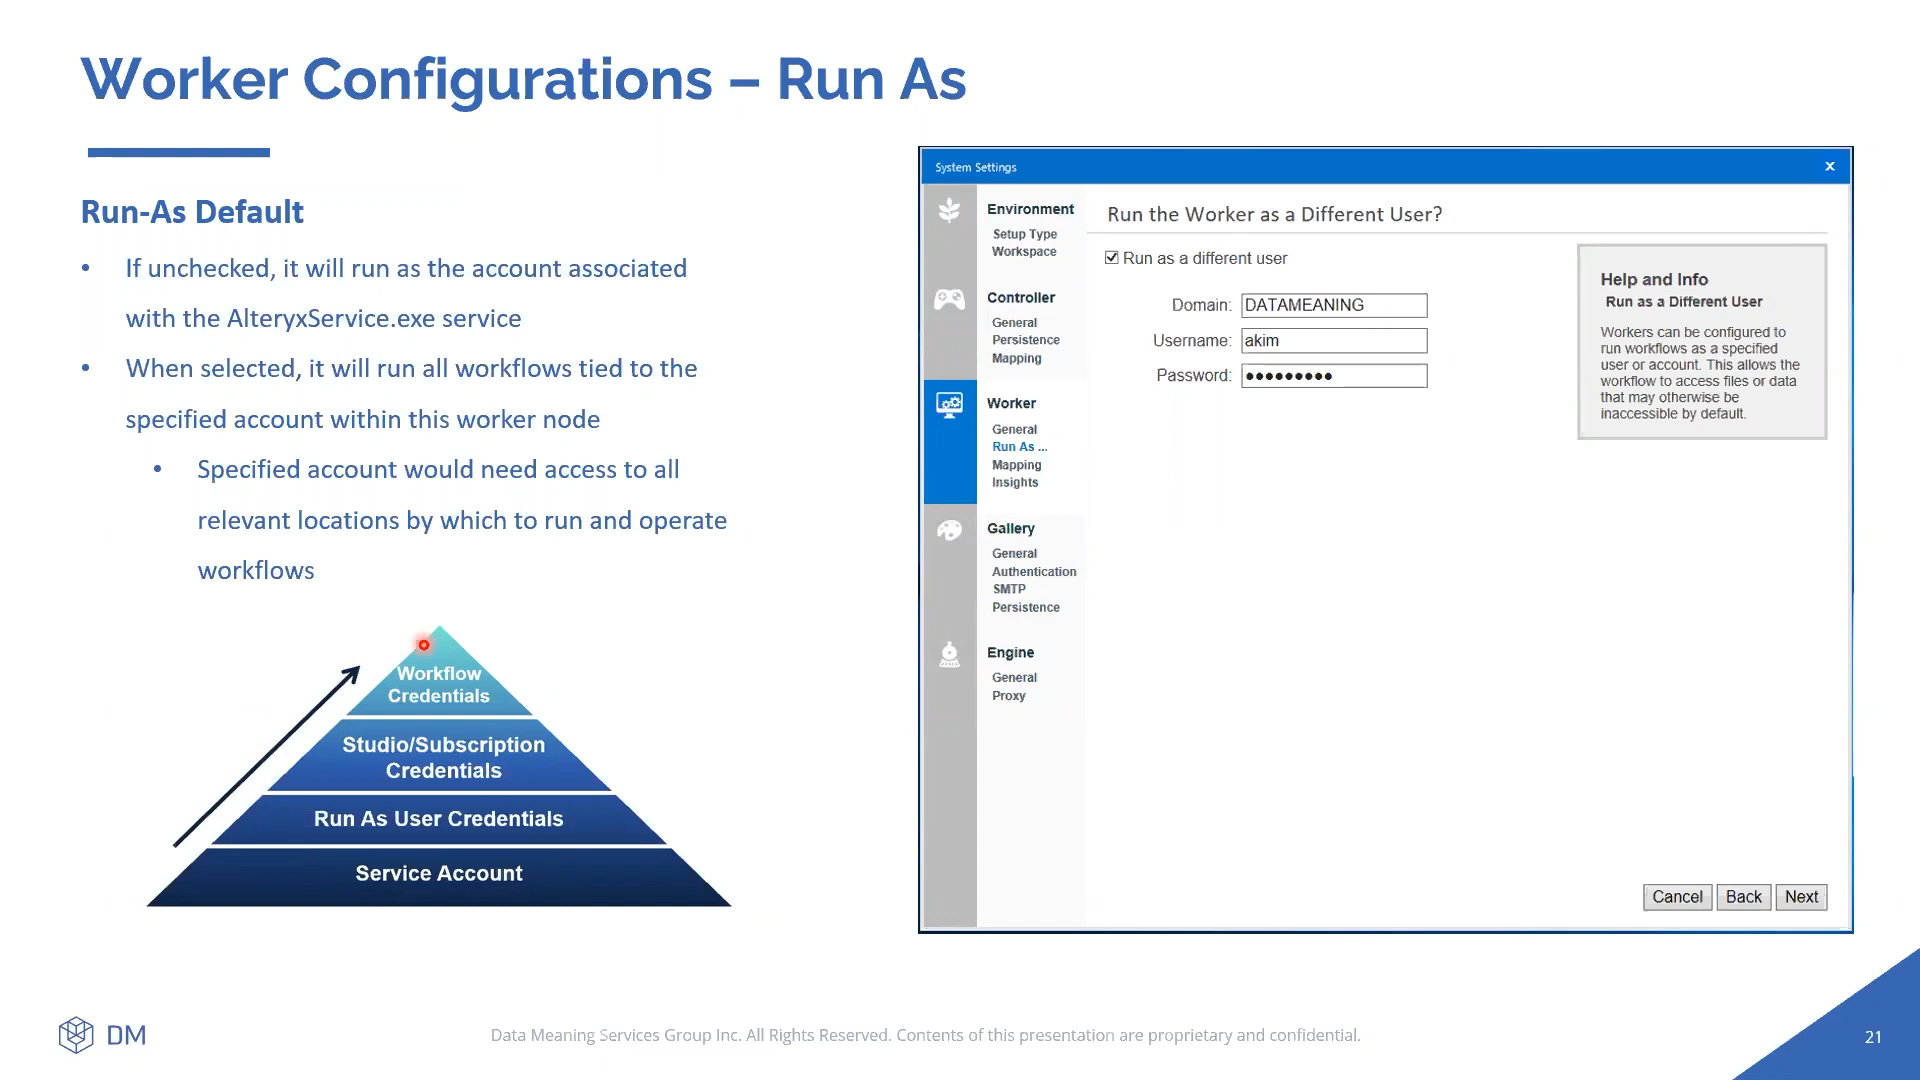 Worker Configurations – Run As
Run-As Default
• If unchecked, it will run as the account associated
with the AlteryxService.exe service
• When selected, it will run all workflows tied to the
specified account within this worker node
• Specified account would need access to all
relevant locations by which to run and operate
workflows
Workflow
Credentials
Studio/Subscription
Credentials
Run As User Credentials
Service Account
System Settings
x
Environment
Setup Type
Workspace
Controller
General
Persistence
Mapping
Worker
General
Run As ...
Mapping
Insights
Gallery
General
Authentication
SMTP
Persistence
Engine
General
Proxy
Run the Worker as a Different User?
Run as a different user
Domain: DATAMEANING
Username: akim
Password: ●●●●●●●●●
Help and Info
Run as a Different User
Workers can be configured to
run workflows as a specified
user or account. This allows the
workflow to access files or data
that may otherwise be
inaccessible by default.
Cancel Back Next
DM
Data Meaning Services Group Inc. All Rights Reserved. Contents of this presentation are proprietary and confidential.
21